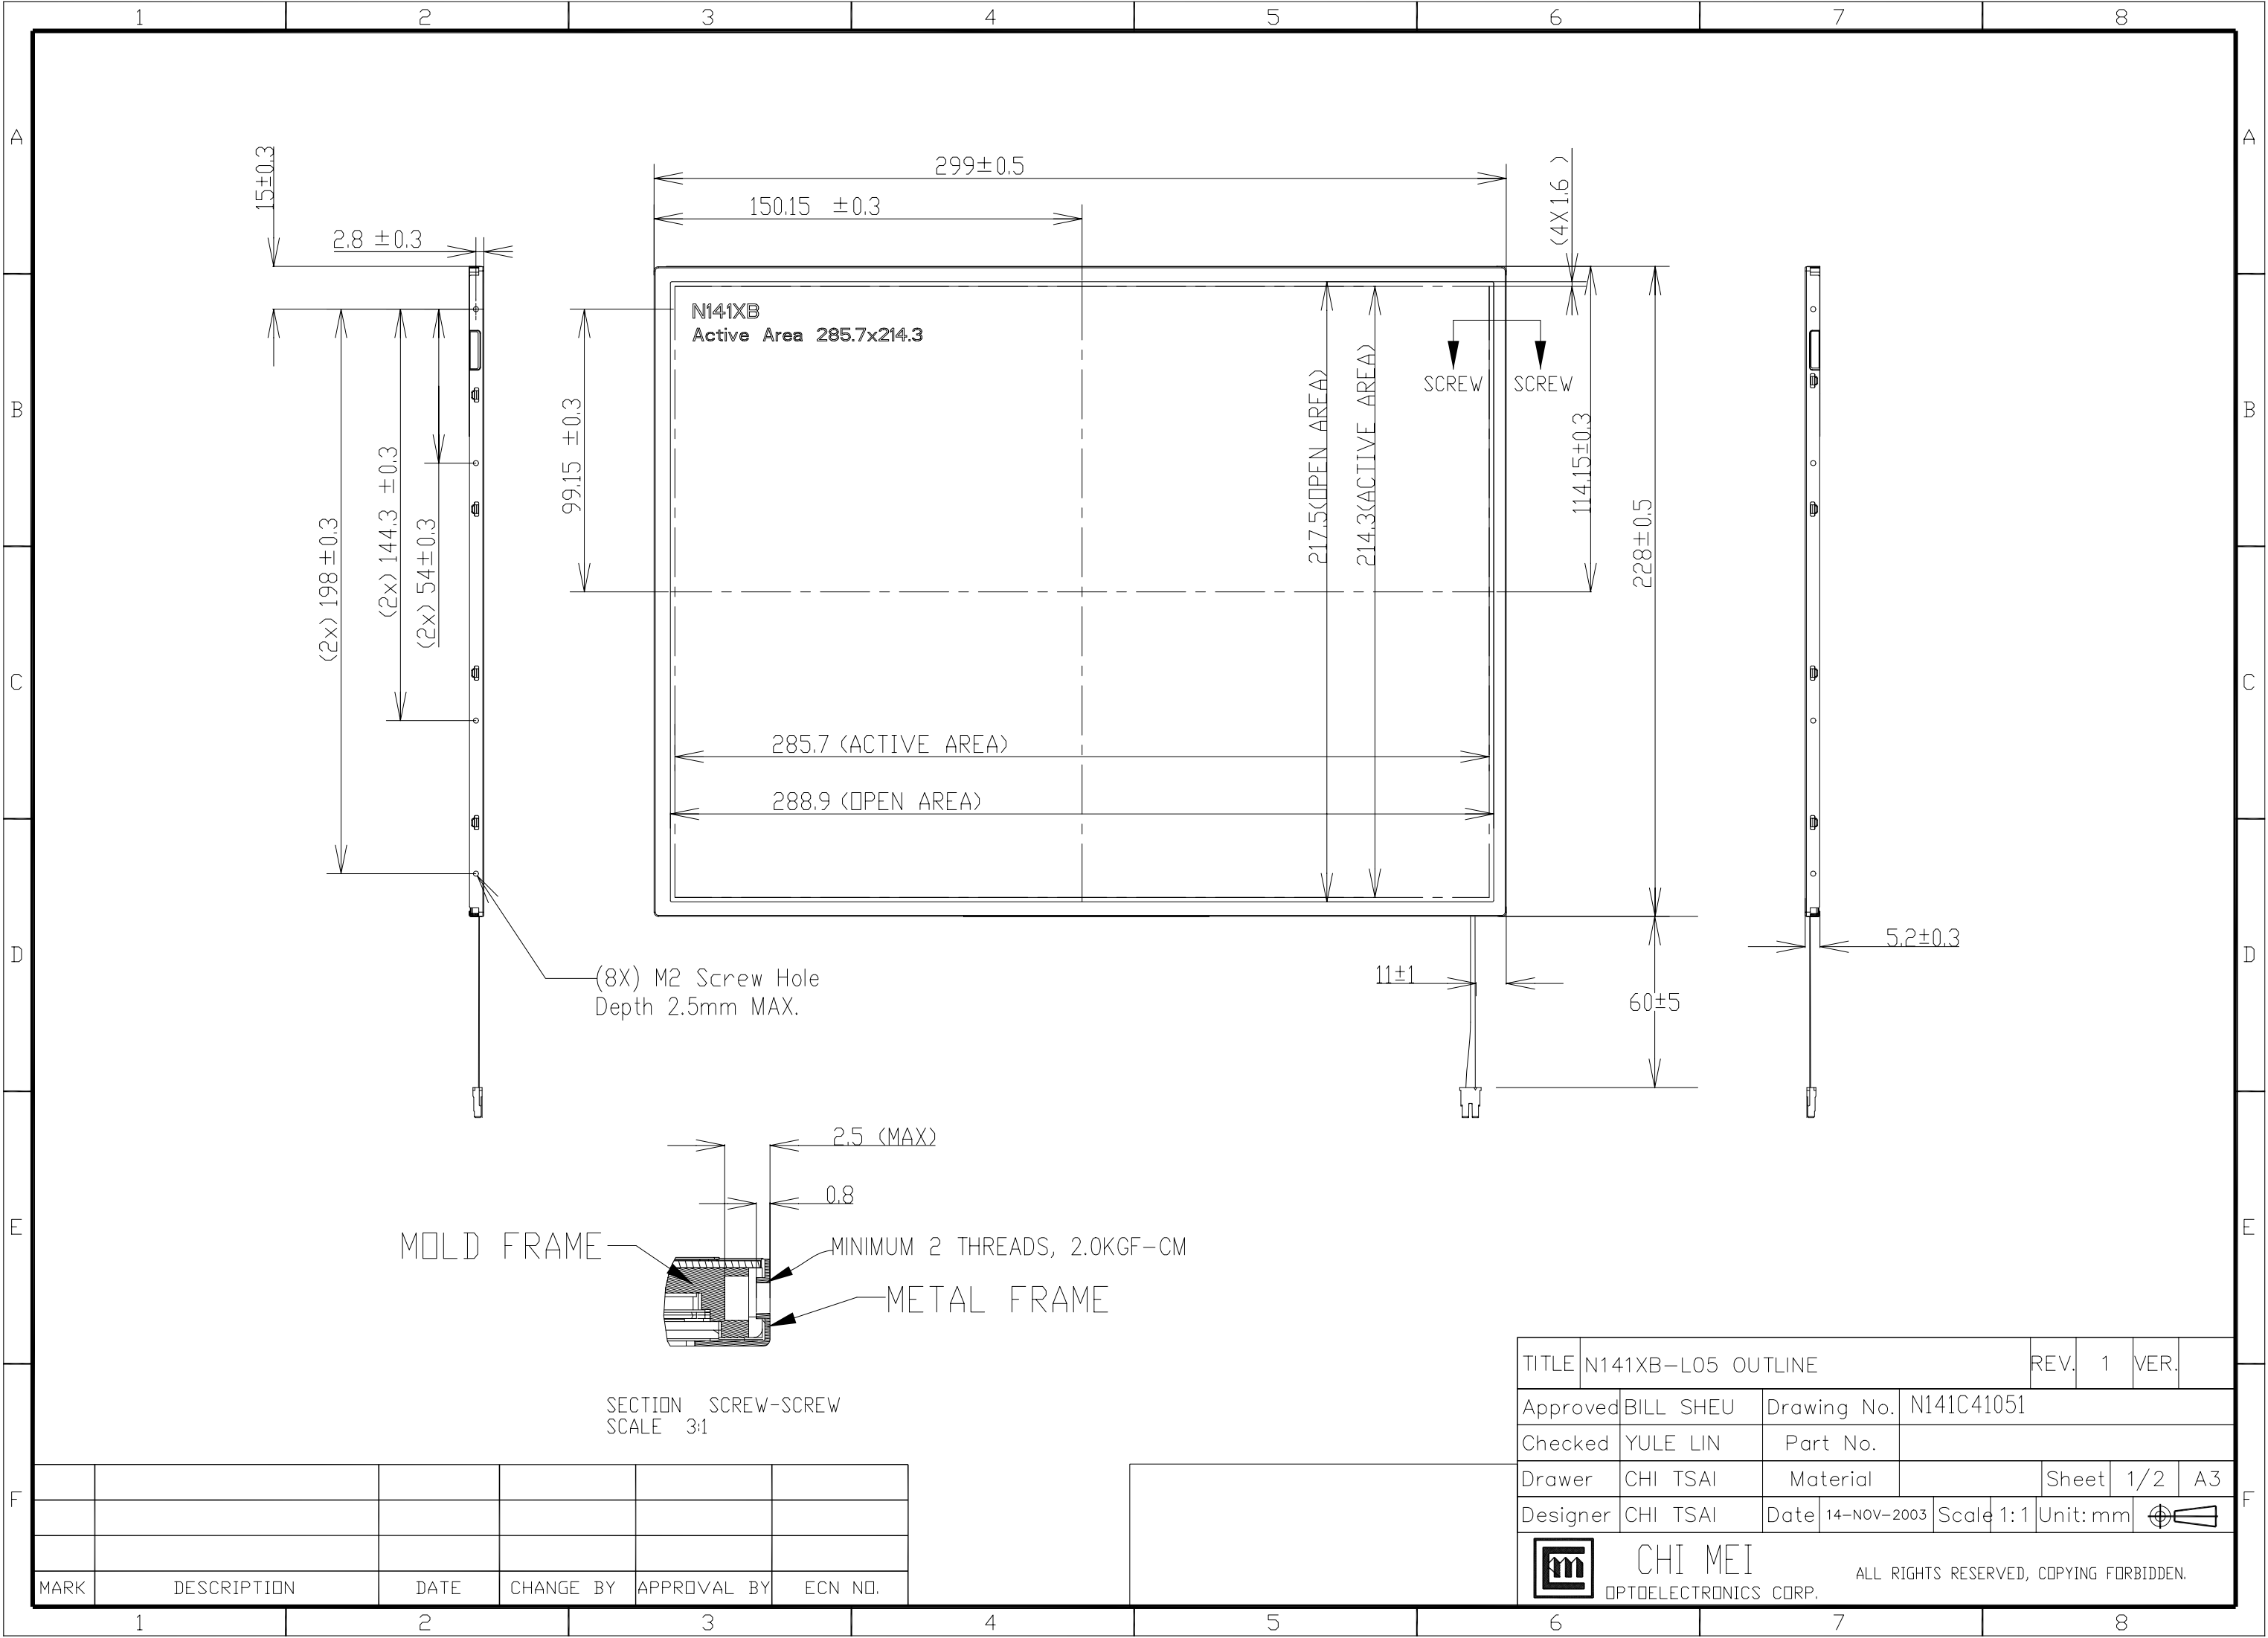 1 2 3 4 5 6 7 8
A A
B B
C C
D D
E E
F F
15±0.3
2.8 ±0.3
(2x) 198±0.3
(2x) 144.3 ±0.3
(2x) 54±0.3
299±0.5
150.15 ±0.3
(4X1.6 )
N141XB
Active Area 285.7x214.3
99.15 ±0.3
217.5(OPEN AREA)
214.3(ACTIVE AREA)
SCREW SCREW
114.15±0.3
228±0.5
285.7 (ACTIVE AREA)
288.9 (OPEN AREA)
5.2±0.3
11±1
60±5
(8X) M2 Screw Hole
Depth 2.5mm MAX.
2.5 (MAX)
0.8
MOLD FRAME
MINIMUM 2 THREADS, 2.0KGF-CM
METAL FRAME
SECTION SCREW-SCREW
SCALE 3:1
TITLE N141XB-L05 OUTLINE REV. 1 VER.
Approved BILL SHEU Drawing No. N141C41051
Checked YULE LIN Part No.
Drawer CHI TSAI Material Sheet 1/2 A3
Designer CHI TSAI Date 14-NOV-2003 Scale 1:1 Unit:mm
CHI MEI
OPTOELECTRONICS CORP.
ALL RIGHTS RESERVED, COPYING FORBIDDEN.
MARK DESCRIPTION DATE CHANGE BY APPROVAL BY ECN NO.
1 2 3 4 5 6 7 8